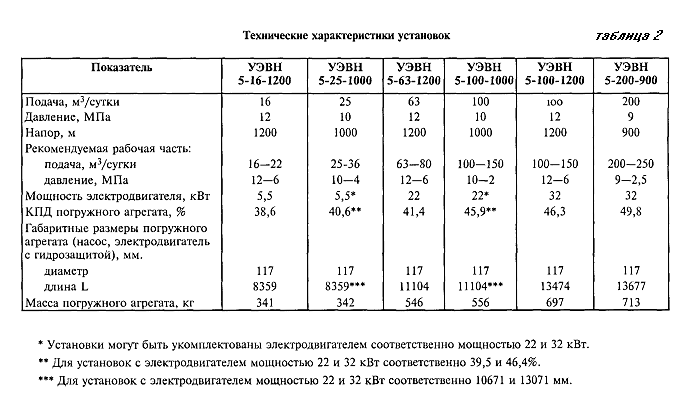 Технические характеристики установок таблица 2
Показатель УЭВН 5-16-1200 УЭВН 5-25-1000 УЭВН 5-63-1200 УЭВН 5-100-1000 УЭВН 5-100-1200 УЭВН 5-200-900
Подача, м³/сутки 16 25 63 100 100 200
Давление, МПа 12 10 12 10 12 9
Напор, м 1200 1000 1200 1000 1200 900
Рекомендуемая рабочая часть:
подача, м³/сутки 16—22 25-36 63—80 100—150 100—150 200—250
давление, МПа 12—6 10—4 12—6 10—2 12—6 9—2,5
Мощность электродвигателя, кВт 5,5 5,5* 22 22* 32 32
КПД погружного агрегата, % 38,6 40,6** 41,4 45,9** 46,3 49,8
Габаритные размеры погружного
агрегата (насос, электродвигатель
с гидрозащитой), мм.
диаметр 117 117 117 117 117 117
длина L 8359 8359*** 11104 11104*** 13474 13677
Масса погружного агрегата, кг 341 342 546 556 697 713
* Установки могут быть укомплектованы электродвигателем соответственно мощностью 22 и 32 кВт.
** Для установок с электродвигателем мощностью 22 и 32 кВт соответственно 39,5 и 46,4%.
*** Для установок с электродвигателем мощностью 22 и 32 кВт соответственно 10671 и 13071 мм.